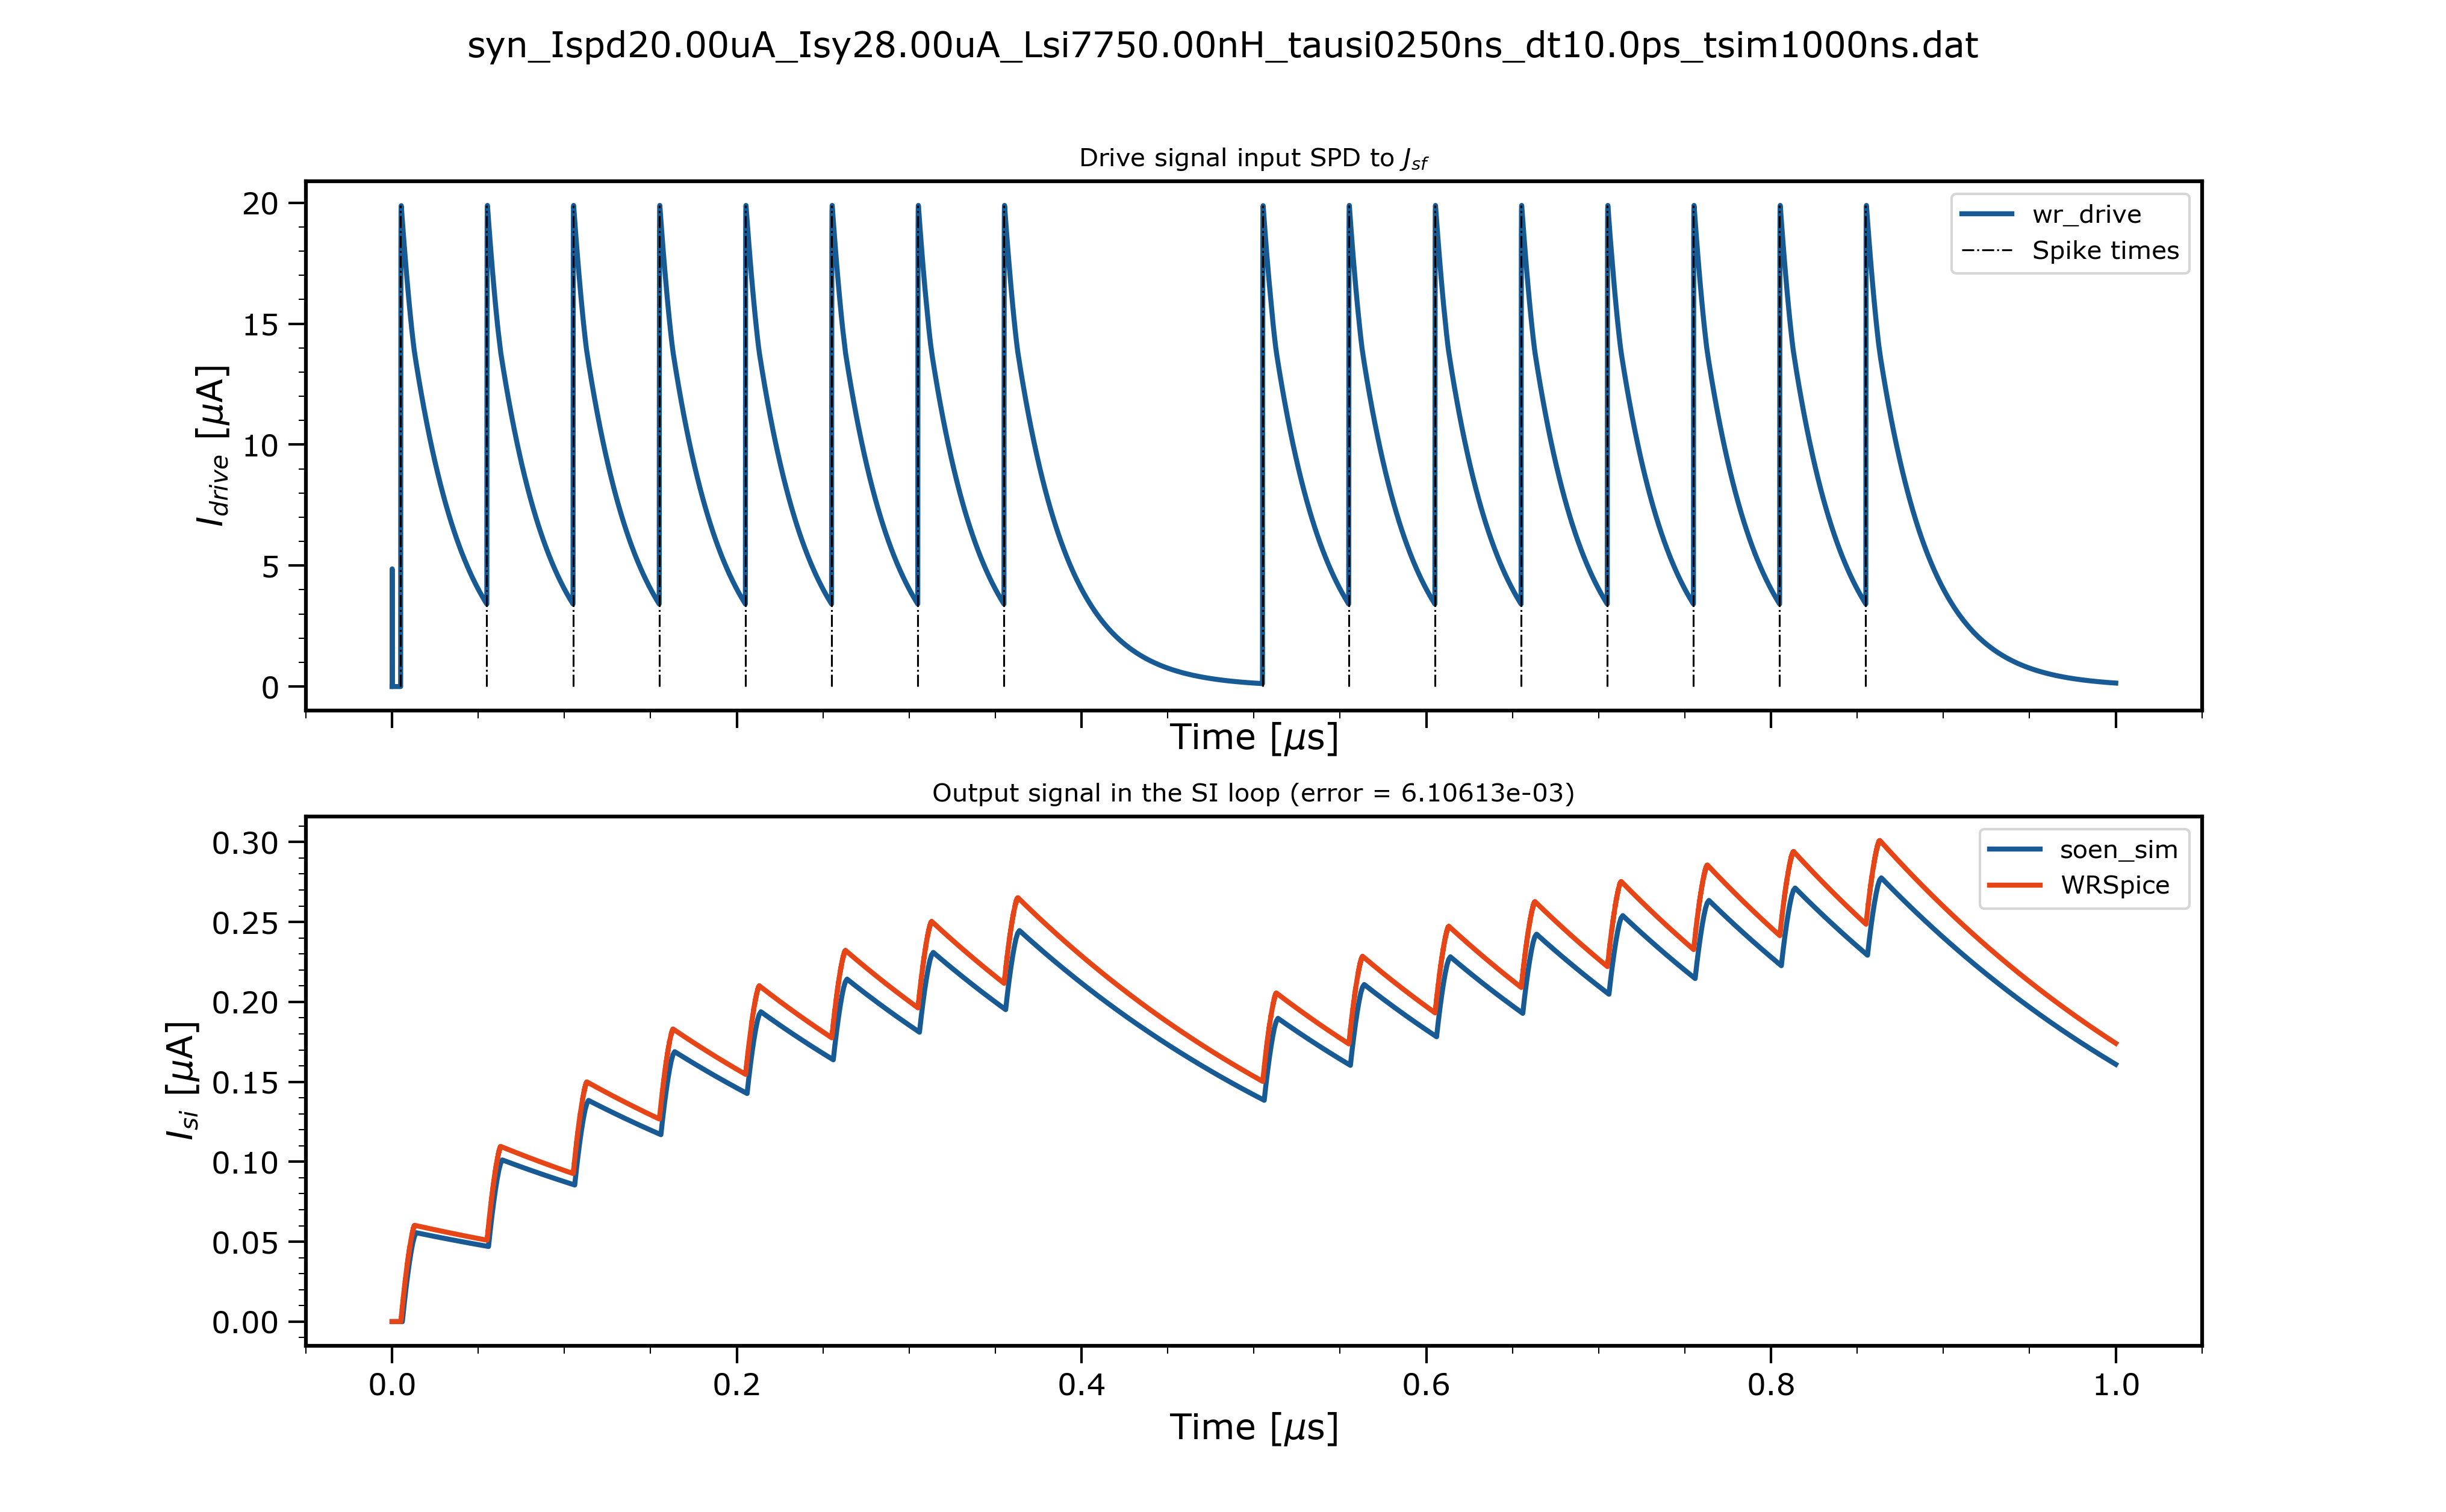 syn_Ispd20.00uA_Isy28.00uA_Lsi7750.00nH_tausi0250ns_dt10.0ps_tsim1000ns.dat
Drive signal input SPD to J_sf
20
15
10
5
0
I_drive [μA]
wr_drive
Spike times
Time [μs]
Output signal in the SI loop (error = 6.10613e-03)
0.30
0.25
0.20
0.15
0.10
0.05
0.00
I_si [μA]
soen_sim
WRSpice
0.0 0.2 0.4 0.6 0.8 1.0
Time [μs]